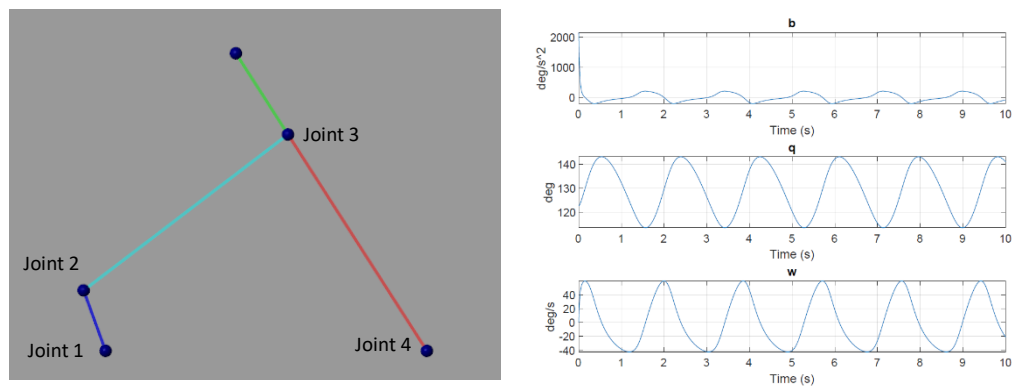 Joint 3
Joint 2
Joint 1
Joint 4
b
deg/s^2
2000
1000
0
0 1 2 3 4 5 6 7 8 9 10
Time (s)
q
deg
140
130
120
0 1 2 3 4 5 6 7 8 9 10
Time (s)
w
deg/s
40
20
0
-20
-40
0 1 2 3 4 5 6 7 8 9 10
Time (s)